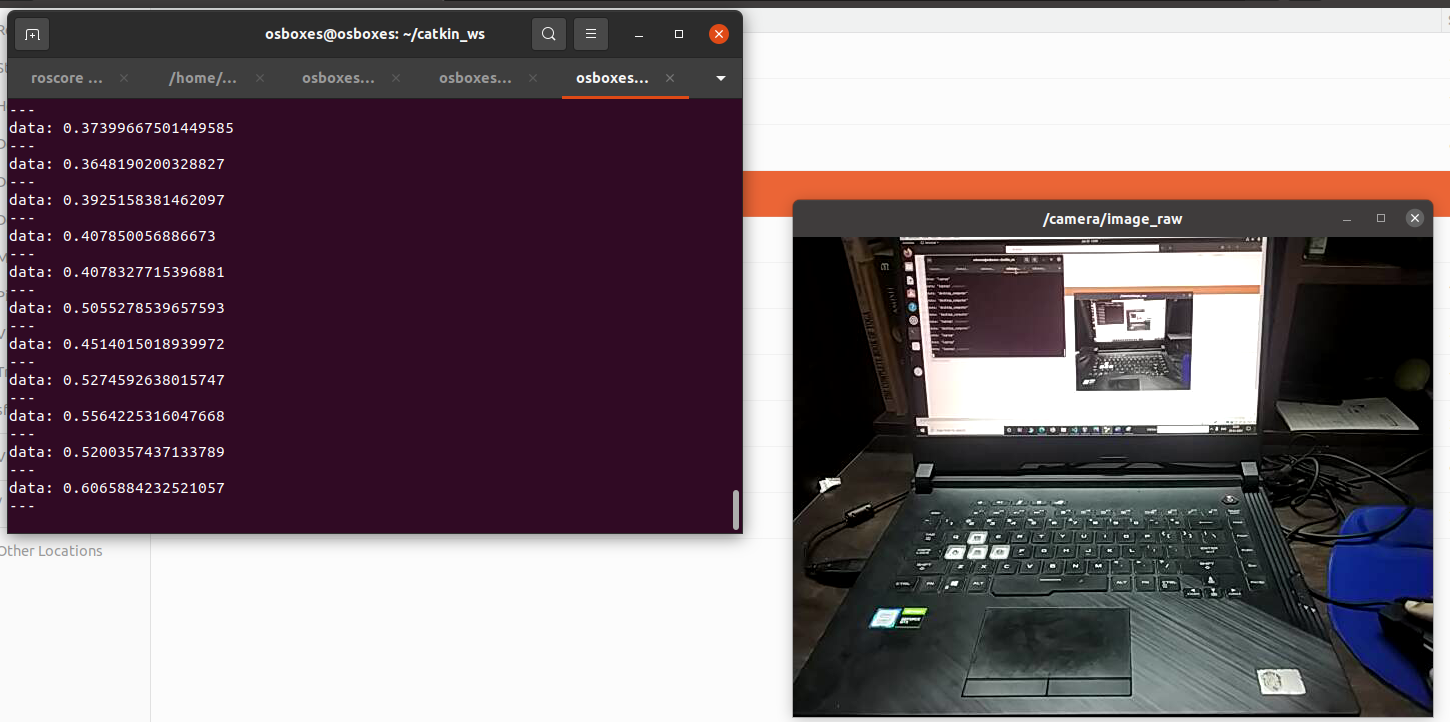 osboxes@osboxes: ~/catkin_ws
roscore ...
/home/...
osboxes...
osboxes...
osboxes...
---
data: 0.37399667501449585
---
data: 0.3648190200328827
---
data: 0.3925158381462097
---
data: 0.407850056886673
---
data: 0.4078327715396881
---
data: 0.5055278539657593
---
data: 0.4514015018939972
---
data: 0.5274592638015747
---
data: 0.5564225316047668
---
data: 0.5200357437133789
---
data: 0.6065884232521057
---
Other Locations
/camera/image_raw